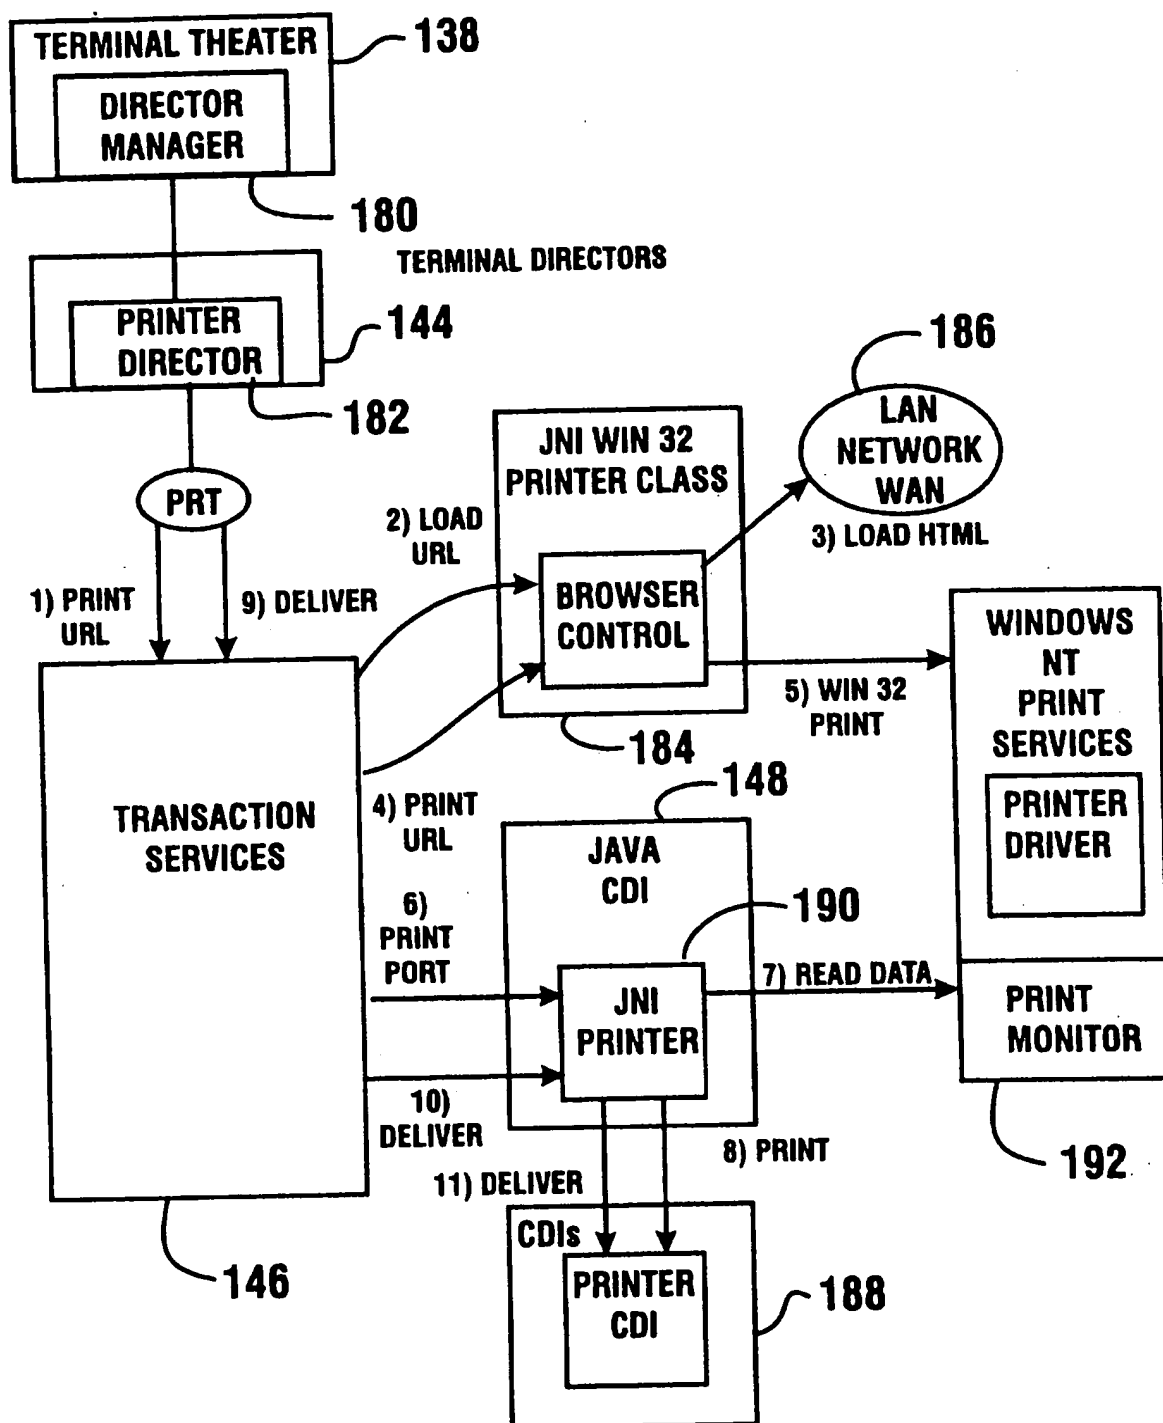 TERMINAL THEATER
138
DIRECTOR
MANAGER
180
TERMINAL DIRECTORS
PRINTER
DIRECTOR
144
182
PRT
1) PRINT
URL
9) DELIVER
2) LOAD
URL
JNI WIN 32
PRINTER CLASS
BROWSER
CONTROL
184
186
LAN
NETWORK
WAN
3) LOAD HTML
4) PRINT
URL
5) WIN 32
PRINT
WINDOWS
NT
PRINT
SERVICES
PRINTER
DRIVER
TRANSACTION
SERVICES
146
148
JAVA
CDI
6)
PRINT
PORT
190
JNI
PRINTER
7) READ DATA
PRINT
MONITOR
192
10)
DELIVER
8) PRINT
11) DELIVER
CDIs
PRINTER
CDI
188